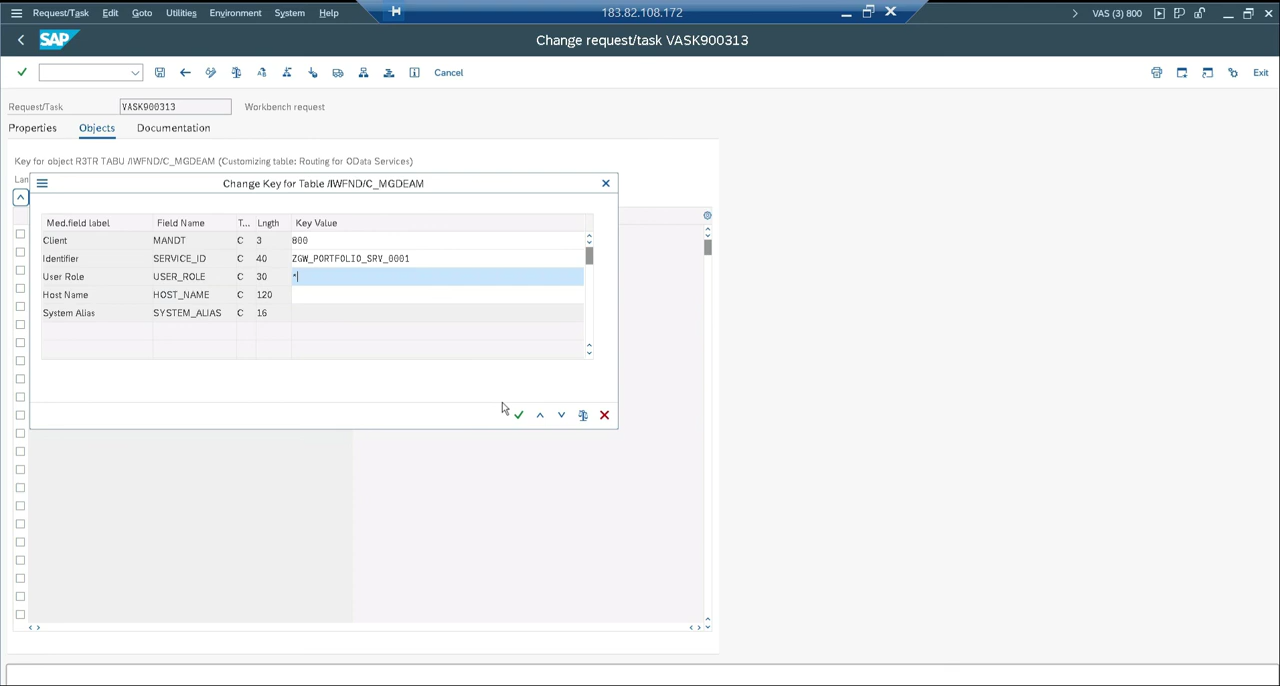 Request/Task Edit Goto Utilities Environment System Help
183.82.108.172
VAS (3) 800
SAP
Change request/task VASK900313
Cancel
Exit
Request/Task VASK900313 Workbench request
Properties Objects Documentation
Key for object R3TR TABU /IWFND/C_MGDEAM (Customizing table: Routing for OData Services)
Lan
Change Key for Table /IWFND/C_MGDEAM
Med.field label Field Name T... Lngth Key Value
Client MANDT C 3 800
Identifier SERVICE_ID C 40 ZGW_PORTFOLIO_SRV_0001
User Role USER_ROLE C 30 *
Host Name HOST_NAME C 120
System Alias SYSTEM_ALIAS C 16